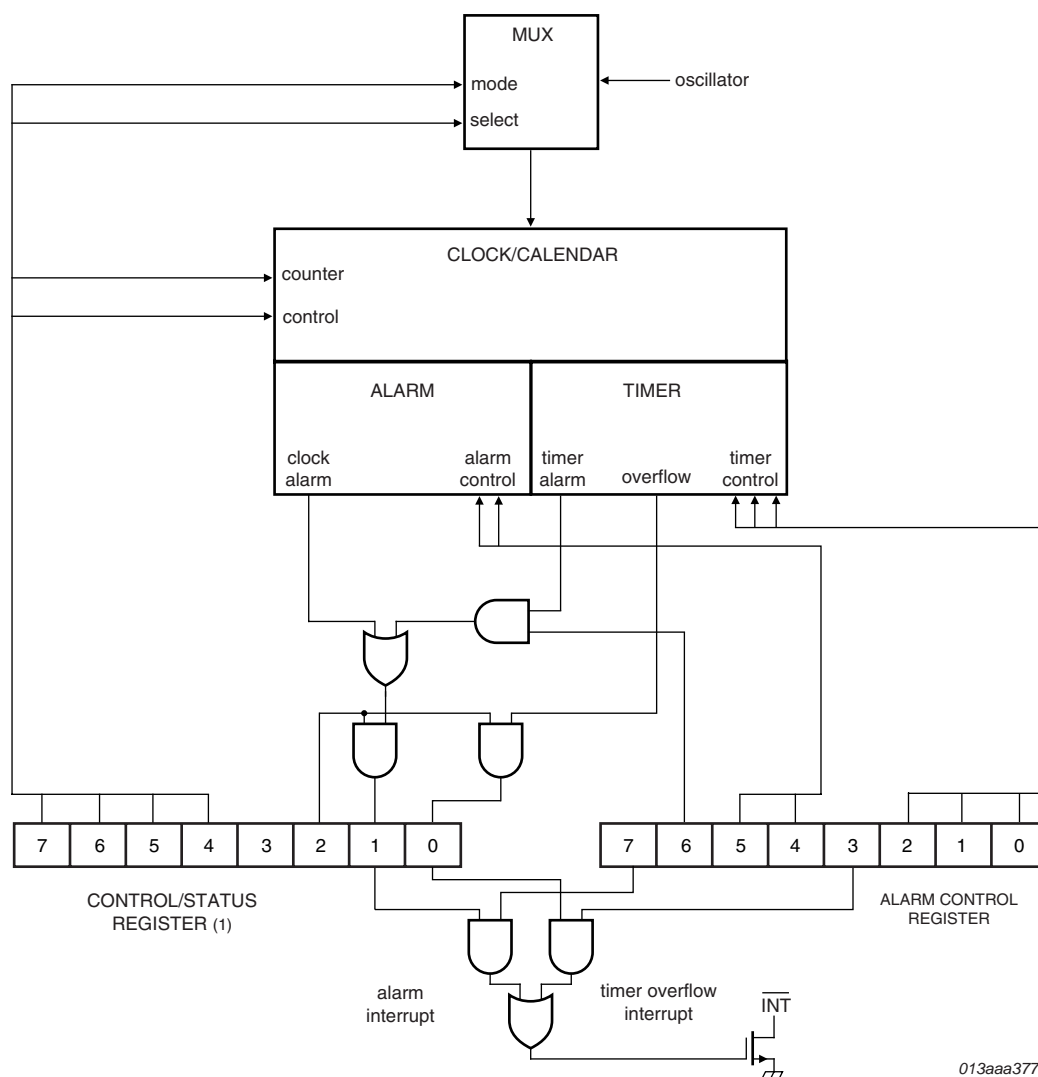 MUX
mode
oscillator
select
CLOCK/CALENDAR
counter
control
ALARM
TIMER
clock
alarm
alarm
control
timer
alarm
overflow
timer
control
7 6 5 4 3 2 1 0
7 6 5 4 3 2 1 0
CONTROL/STATUS
REGISTER (1)
ALARM CONTROL
REGISTER
alarm
interrupt
timer overflow
interrupt
INT
013aaa377